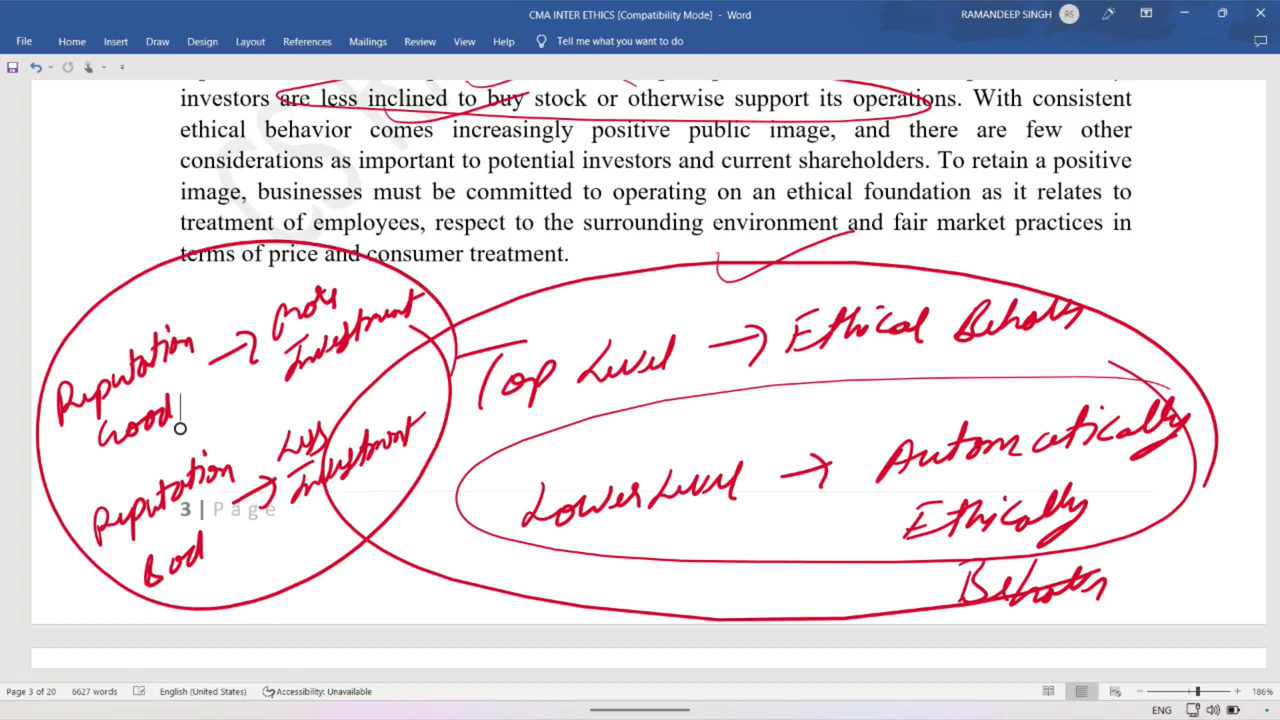 CMA INTER ETHICS [Compatibility Mode] - Word
RAMANDEEP SINGH RS
File Home Insert Draw Design Layout References Mailings Review View Help Tell me what you want to do
investors are less inclined to buy stock or otherwise support its operations. With consistent
ethical behavior comes increasingly positive public image, and there are few other
considerations as important to potential investors and current shareholders. To retain a positive
image, businesses must be committed to operating on an ethical foundation as it relates to
treatment of employees, respect to the surrounding environment and fair market practices in
terms of price and consumer treatment.
Reputation Good → More Investment
Reputation Bad → Less Investment
Top Level → Ethical
Lower Level → Automatically
Ethically
3 | Page
Page 3 of 20 6627 words English (United States) Accessibility: Unavailable 186%
ENG